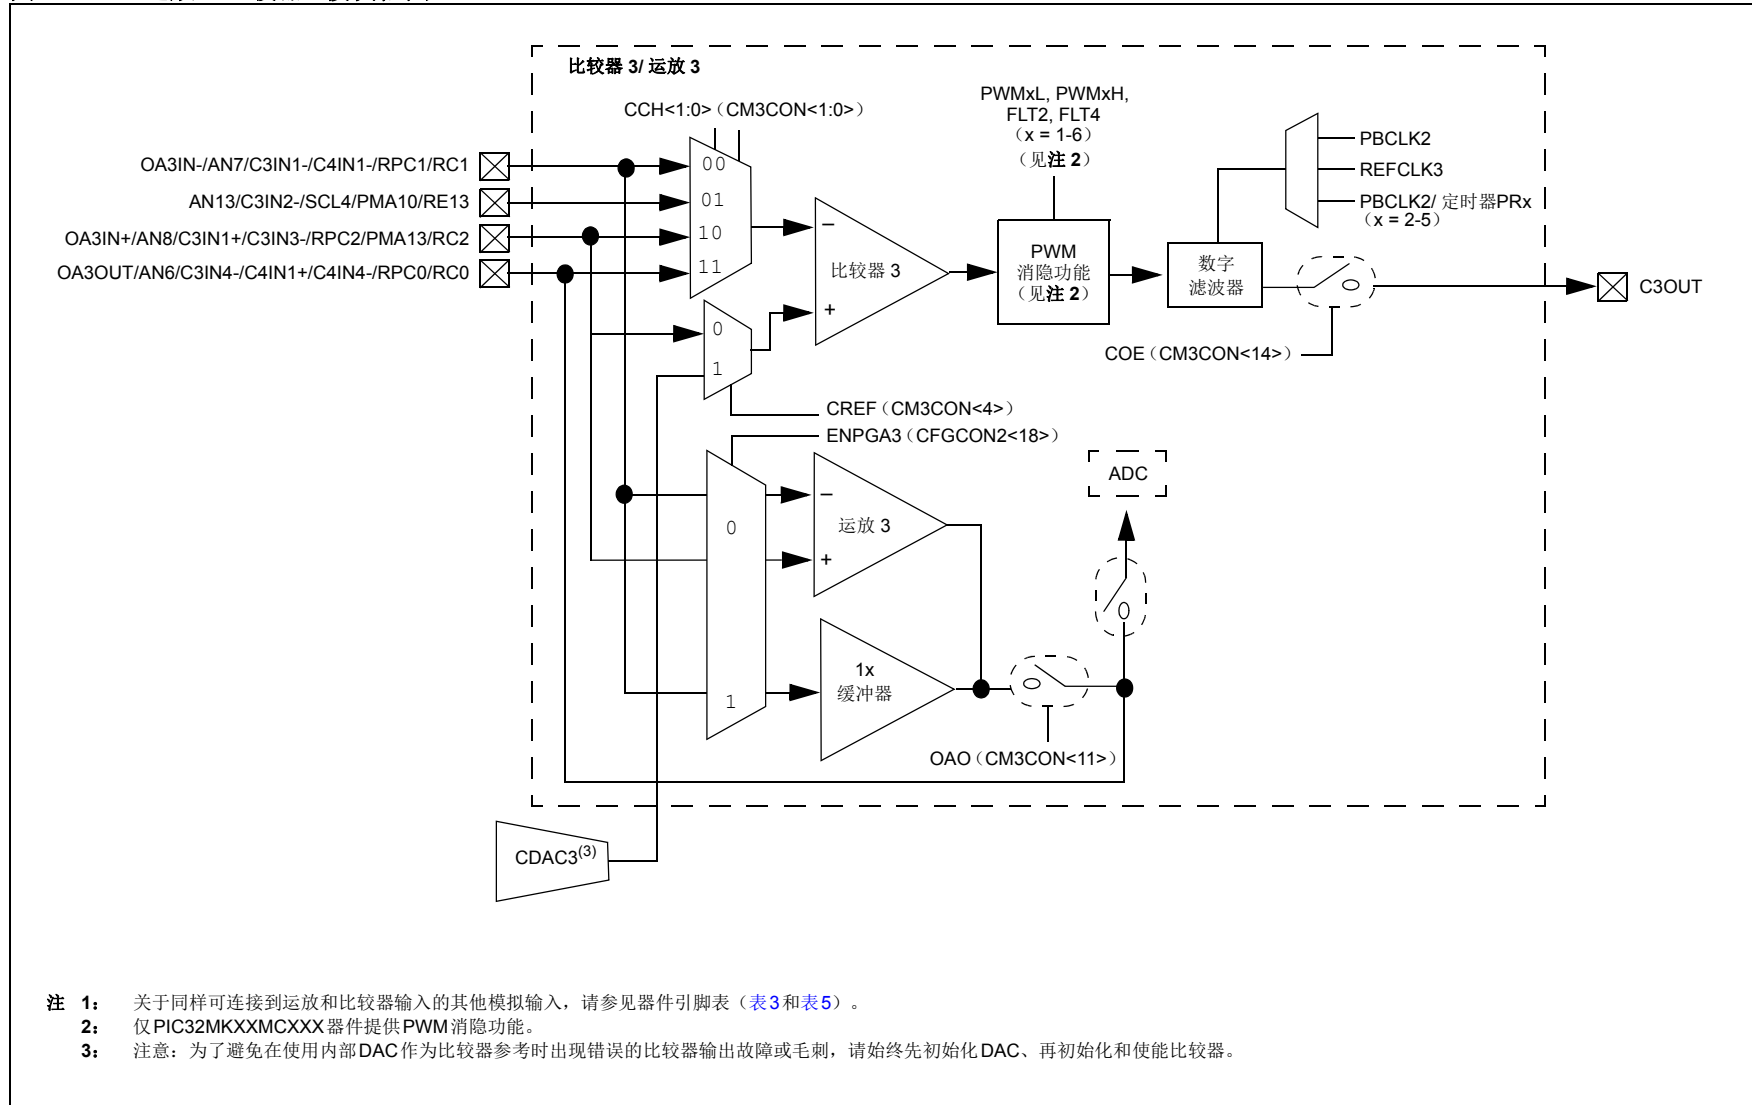 比较器 3/ 运放 3
CCH<1:0>（CM3CON<1:0>）
PWMxL, PWMxH,
FLT2, FLT4
（x = 1-6）
（见注 2）
PBCLK2
REFCLK3
PBCLK2/ 定时器PRx
（x = 2-5）
OA3IN-/AN7/C3IN1-/C4IN1-/RPC1/RC1
AN13/C3IN2-/SCL4/PMA10/RE13
OA3IN+/AN8/C3IN1+/C3IN3-/RPC2/PMA13/RC2
OA3OUT/AN6/C3IN4-/C4IN1+/C4IN4-/RPC0/RC0
00
01
10
11
–
比较器 3
+
PWM
消隐功能
（见注 2）
数字
滤波器
C3OUT
COE（CM3CON<14>）
0
1
CREF（CM3CON<4>）
ENPGA3（CFGCON2<18>）
ADC
0
–
运放 3
+
1
1x
缓冲器
OAO（CM3CON<11>）
CDAC3(3)
注 1： 关于同样可连接到运放和比较器输入的其他模拟输入，请参见器件引脚表（表3和表5）。
2： 仅PIC32MKXXMCXXX器件提供PWM消隐功能。
3： 注意：为了避免在使用内部DAC作为比较器参考时出现错误的比较器输出故障或毛刺，请始终先初始化DAC、再初始化和使能比较器。